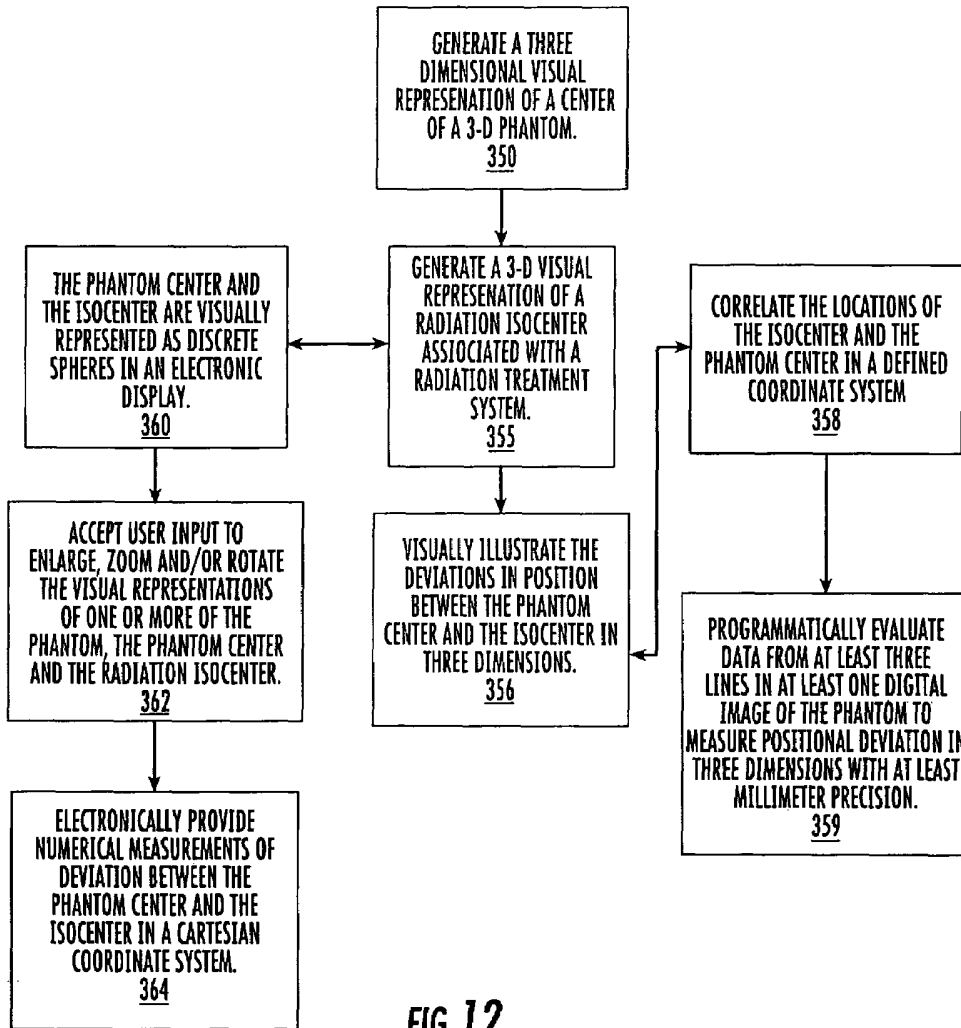 GENERATE A THREE
DIMENSIONAL VISUAL
REPRESENATION OF A CENTER
OF A 3-D PHANTOM.
350
THE PHANTOM CENTER AND
THE ISOCENTER ARE VISUALLY
REPRESENTED AS DISCRETE
SPHERES IN AN ELECTRONIC
DISPLAY.
360
GENERATE A 3-D VISUAL
REPRESENATION OF A
RADIATION ISOCENTER
ASSIOCIATED WITH A
RADIATION TREATMENT
SYSTEM.
355
CORRELATE THE LOCATIONS OF
THE ISOCENTER AND THE
PHANTOM CENTER IN A DEFINED
COORDINATE SYSTEM
358
ACCEPT USER INPUT TO
ENLARGE, ZOOM AND/OR ROTATE
THE VISUAL REPRESENTATIONS
OF ONE OR MORE OF THE
PHANTOM, THE PHANTOM CENTER
AND THE RADIATION ISOCENTER.
362
VISUALLY ILLUSTRATE THE
DEVIATIONS IN POSITION
BETWEEN THE PHANTOM
CENTER AND THE ISOCENTER IN
THREE DIMENSIONS.
356
PROGRAMMATICALLY EVALUATE
DATA FROM AT LEAST THREE
LINES IN AT LEAST ONE DIGITAL
IMAGE OF THE PHANTOM TO
MEASURE POSITIONAL DEVIATION IN
THREE DIMENSIONS WITH AT LEAST
MILLIMETER PRECISION.
359
ELECTRONICALLY PROVIDE
NUMERICAL MEASUREMENTS OF
DEVIATION BETWEEN THE
PHANTOM CENTER AND THE
ISOCENTER IN A CARTESIAN
COORDINATE SYSTEM.
364
FIG. 12